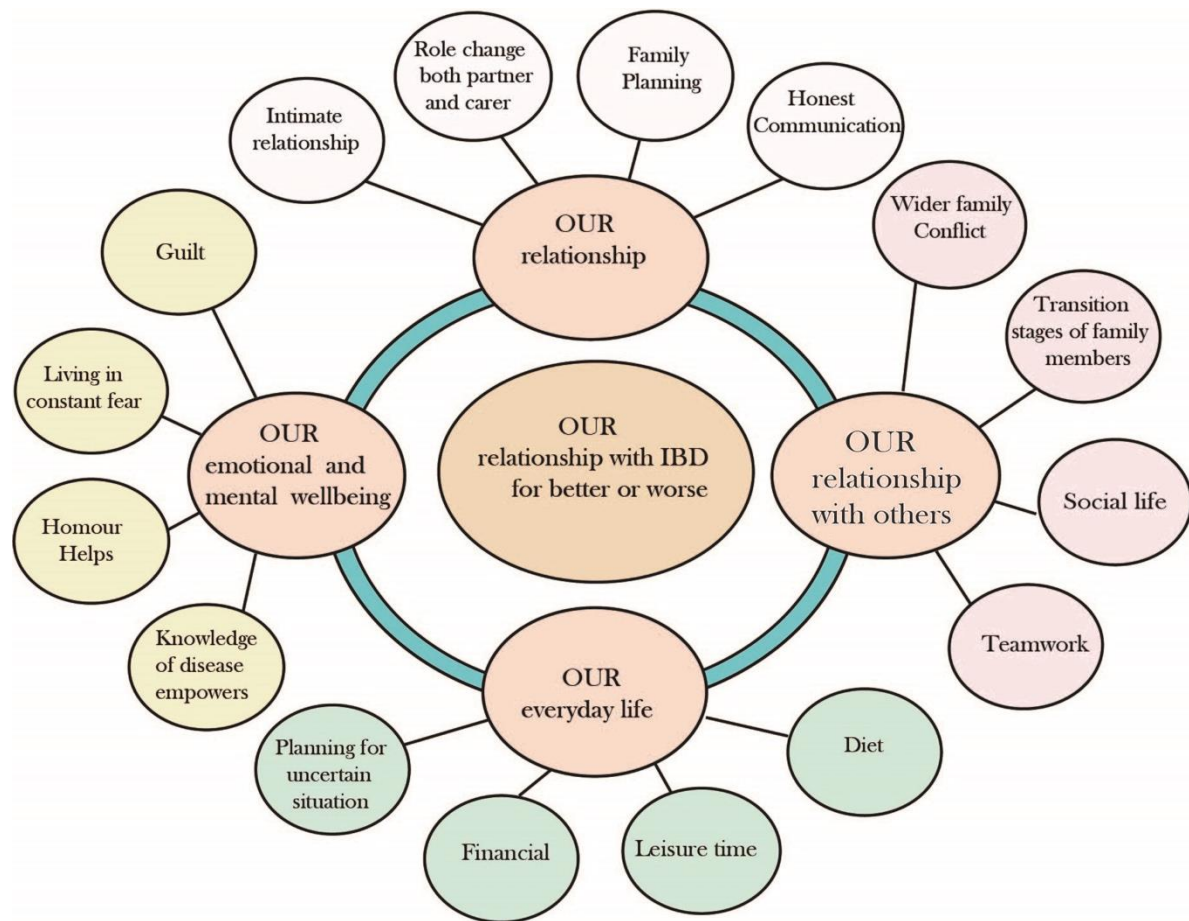 Role change
both partner
and carer
Family
Planning
Honest
Communication
Intimate
relationship
OUR
relationship
Wider family
Conflict
Guilt
Transition
stages of family
members
Living in
constant fear
OUR
emotional and
mental wellbeing
OUR
relationship with IBD
for better or worse
OUR
relationship
with others
Social life
Homour
Helps
Teamwork
Knowledge
of disease
empowers
OUR
everyday life
Planning for
uncertain
situation
Diet
Financial
Leisure time